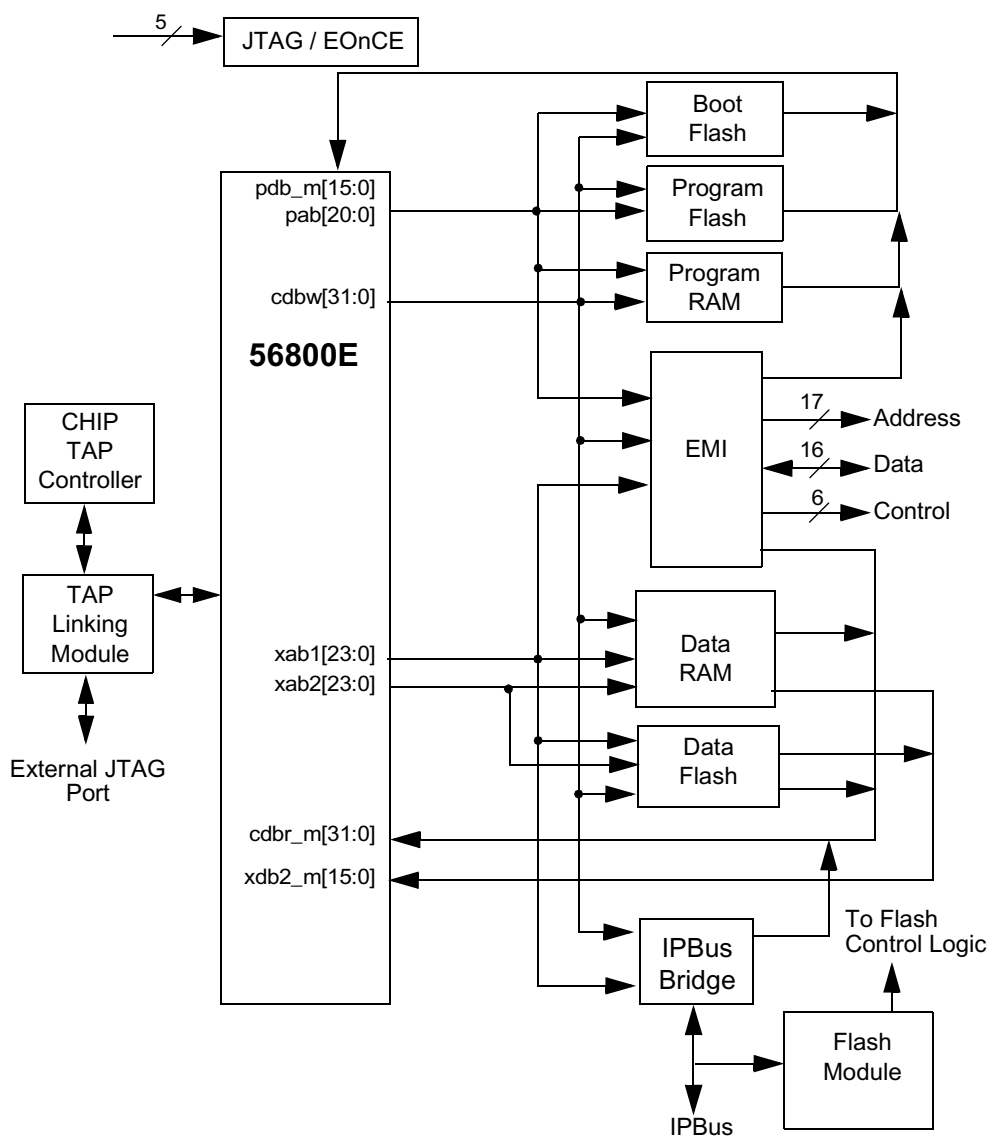 5
JTAG / EOnCE
Boot
Flash
pdb_m[15:0]
pab[20:0]
Program
Flash
cdbw[31:0]
Program
RAM
56800E
CHIP
TAP
Controller
EMI
17
Address
16
Data
6
Control
TAP
Linking
Module
xab1[23:0]
xab2[23:0]
Data
RAM
External JTAG
Port
Data
Flash
cdbr_m[31:0]
xdb2_m[15:0]
To Flash
Control Logic
IPBus
Bridge
Flash
Module
IPBus